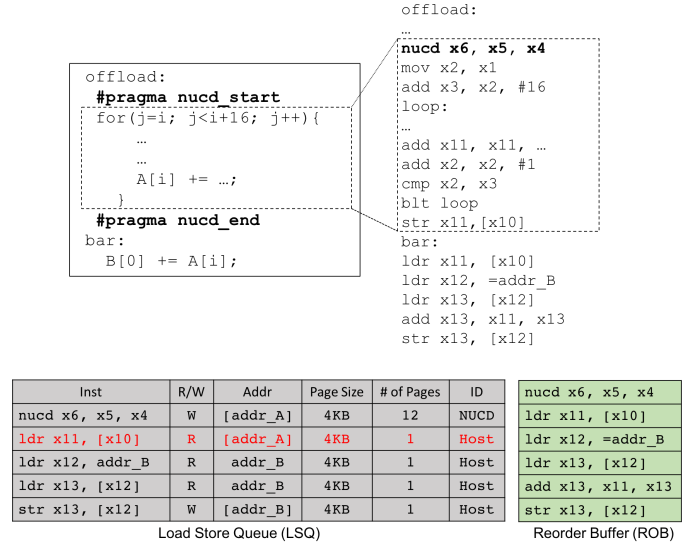 offload:
#pragma nucd_start
for(j=i; j<i+16; j++){
…
…
A[i] += …;
}
#pragma nucd_end
bar:
B[0] += A[i];
offload:
…
nucd x6, x5, x4
mov x2, x1
add x3, x2, #16
loop:
…
add x11, x11, …
add x2, x2, #1
cmp x2, x3
blt loop
str x11,[x10]
bar:
ldr x11, [x10]
ldr x12, =addr_B
ldr x13, [x12]
add x13, x11, x13
str x13, [x12]
Inst R/W Addr Page Size # of Pages ID
nucd x6, x5, x4 W [addr_A] 4KB 12 NUCD
ldr x11, [x10] R [addr_A] 4KB 1 Host
ldr x12, addr_B R addr_B 4KB 1 Host
ldr x13, [x12] R addr_B 4KB 1 Host
str x13, [x12] W [addr_B] 4KB 1 Host
Load Store Queue (LSQ)
nucd x6, x5, x4
ldr x11, [x10]
ldr x12, =addr_B
ldr x13, [x12]
add x13, x11, x13
str x13, [x12]
Reorder Buffer (ROB)